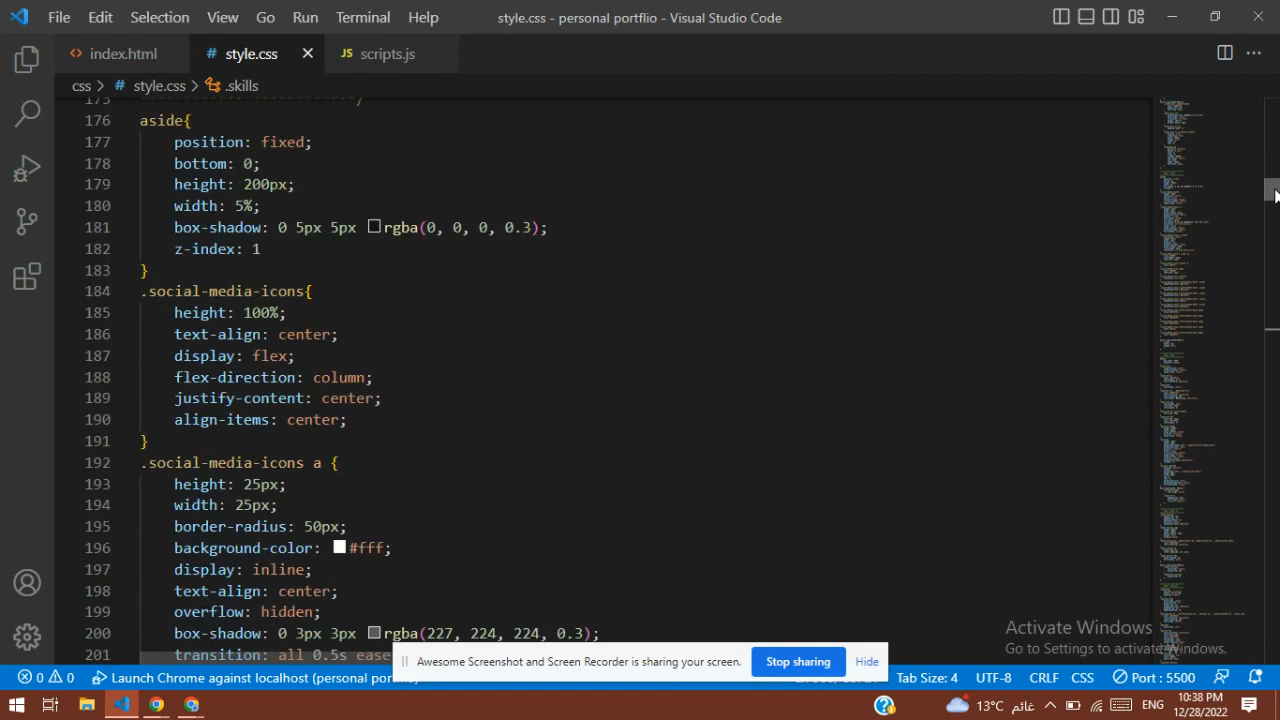 File Edit Selection View Go Run Terminal Help style.css - personal portflio - Visual Studio Code
index.html style.css scripts.js
css style.css .skills
175 /
176 aside{
177 position: fixed;
178 bottom: 0;
179 height: 200px;
180 width: 5%;
181 box-shadow: 0 5px 5px rgba(0, 0, 0, 0.3);
182 z-index: 1
183 }
184 .social-media-icons{
185 height: 100%;
186 text-align: center;
187 display: flex;
188 flex-direction: column;
189 justify-content: center;
190 align-items: center;
191 }
192 .social-media-icons a {
193 height: 25px;
194 width: 25px;
195 border-radius: 50px;
196 background-color: #fff;
197 display: inline;
198 text-align: center;
199 overflow: hidden;
200 box-shadow: 0 3px 3px rgba(227, 224, 224, 0.3);
201 transition: all 0.5s ease
Activate Windows
Go to Settings to activate Windows.
Awesome Screenshot and Screen Recorder is sharing your screen. Stop sharing Hide
0 0 Launch Chrome against localhost (personal Tab Size: 4 UTF-8 CRLF CSS Port : 5500
13°C غائم ENG 10:38 PM
12/28/2022